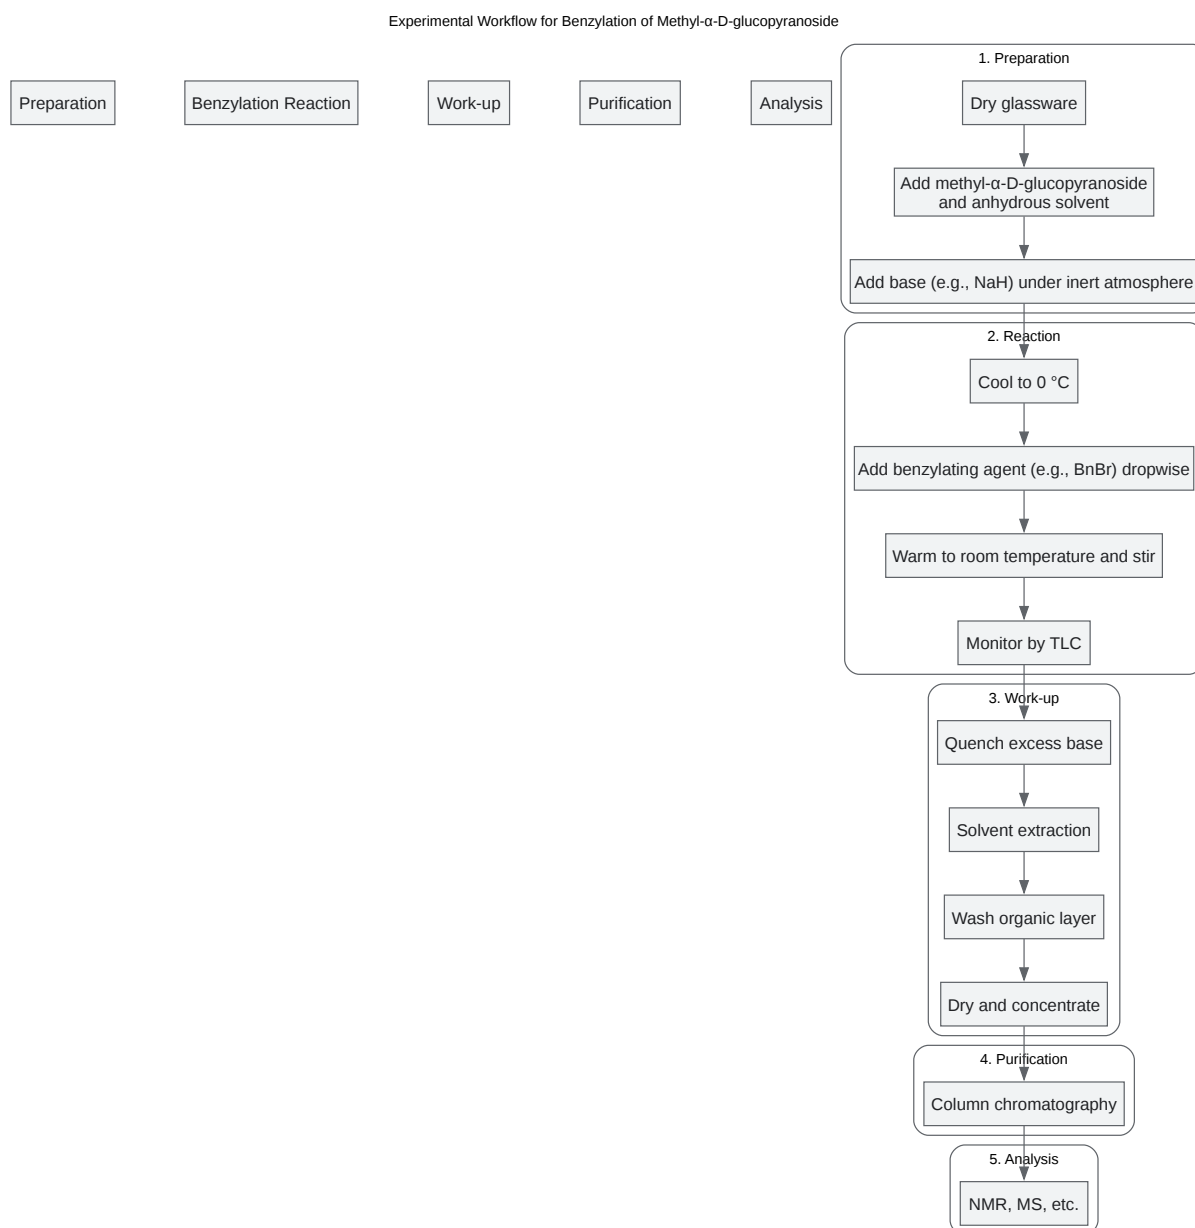 Experimental Workflow for Benzylation of Methyl-α-D-glucopyranoside
Preparation
Benzylation Reaction
Work-up
Purification
Analysis
1. Preparation
Dry glassware
Add methyl-α-D-glucopyranoside
and anhydrous solvent
Add base (e.g., NaH) under inert atmosphere
2. Reaction
Cool to 0 °C
Add benzylating agent (e.g., BnBr) dropwise
Warm to room temperature and stir
Monitor by TLC
3. Work-up
Quench excess base
Solvent extraction
Wash organic layer
Dry and concentrate
4. Purification
Column chromatography
5. Analysis
NMR, MS, etc.